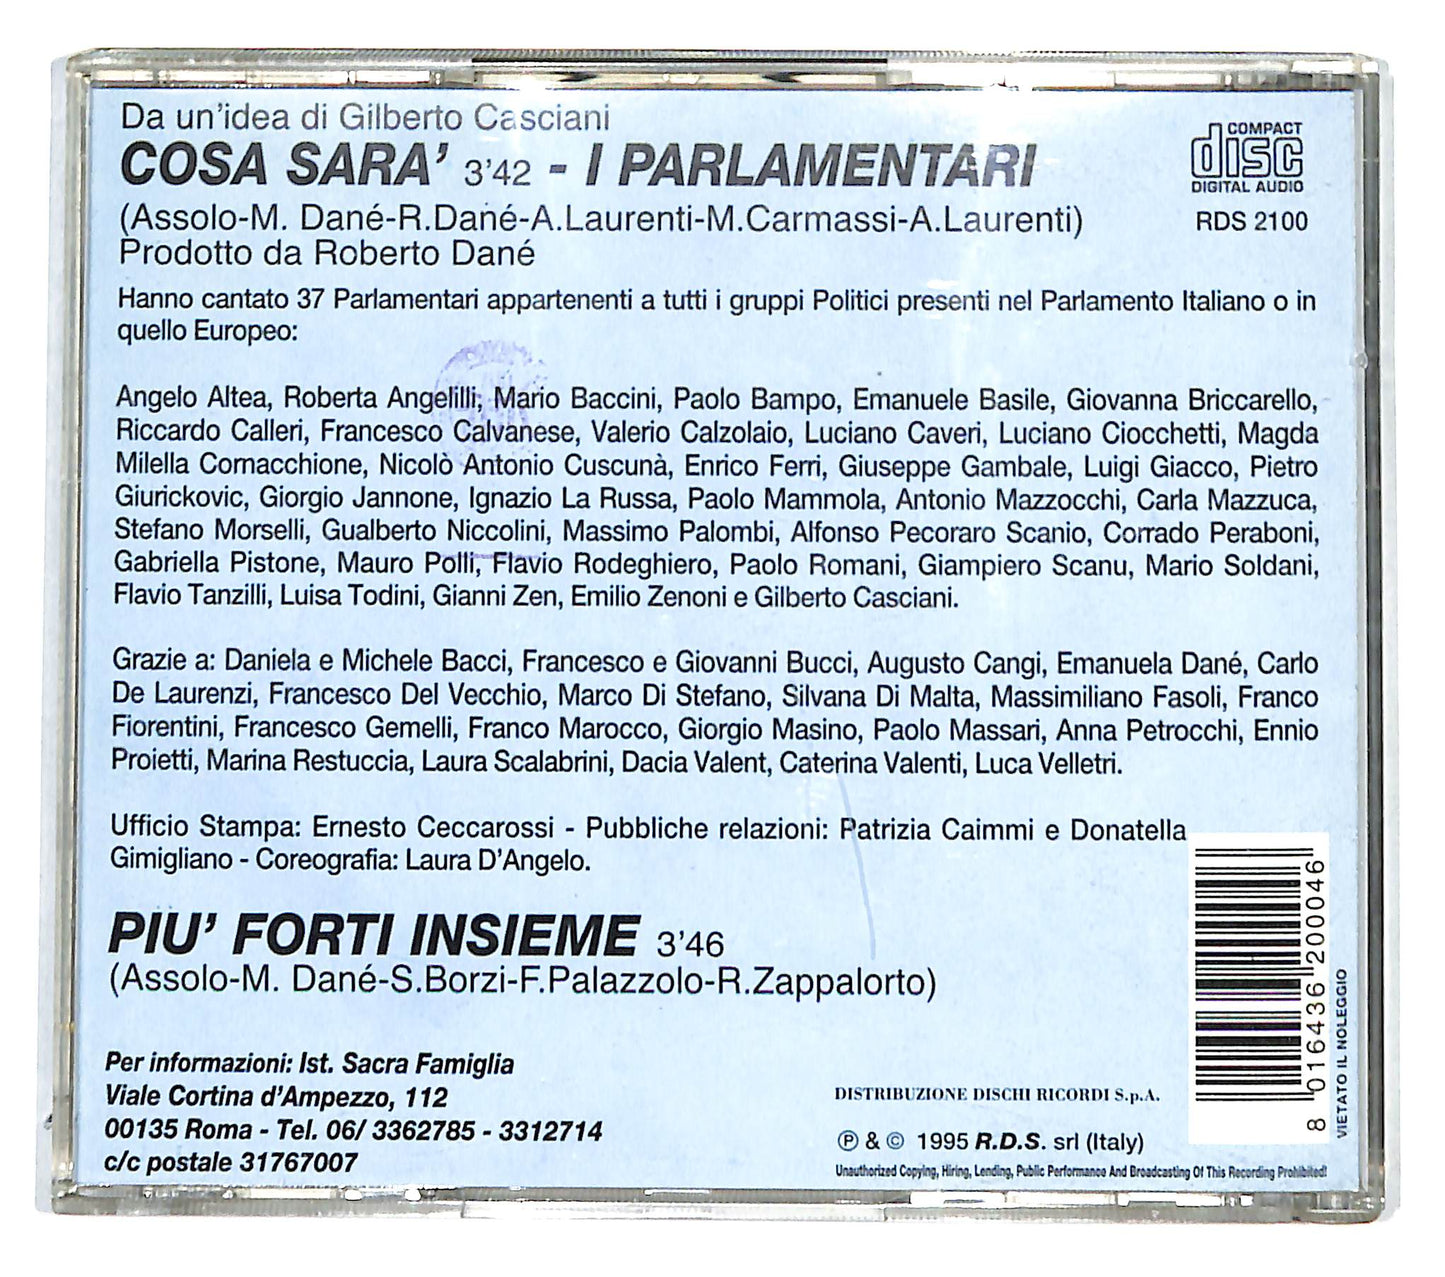 Da un'idea di Gilberto Casciani
COSA SARA' 3'42 - I PARLAMENTARI
(Assolo-M. Dané-R.Dané-A.Laurenti-M.Carmassi-A.Laurenti)
Prodotto da Roberto Dané
COMPACT
disc
DIGITAL AUDIO
RDS 2100
Hanno cantato 37 Parlamentari appartenenti a tutti i gruppi Politici presenti nel Parlamento Italiano o in
quello Europeo:
Angelo Altea, Roberta Angelilli, Mario Baccini, Paolo Bampo, Emanuele Basile, Giovanna Briccarello,
Riccardo Calleri, Francesco Calvanese, Valerio Calzolaio, Luciano Caveri, Luciano Ciocchetti, Magda
Milella Cornacchione, Nicolò Antonio Cuscunà, Enrico Ferri, Giuseppe Gambale, Luigi Giacco, Pietro
Giurickovic, Giorgio Jannone, Ignazio La Russa, Paolo Mammola, Antonio Mazzocchi, Carla Mazzuca,
Stefano Morselli, Gualberto Niccolini, Massimo Palombi, Alfonso Pecoraro Scanio, Corrado Peraboni,
Gabriella Pistone, Mauro Polli, Flavio Rodeghiero, Paolo Romani, Giampiero Scanu, Mario Soldani,
Flavio Tanzilli, Luisa Todini, Gianni Zen, Emilio Zenoni e Gilberto Casciani.
Grazie a: Daniela e Michele Bacci, Francesco e Giovanni Bucci, Augusto Cangi, Emanuela Dané, Carlo
De Laurenzi, Francesco Del Vecchio, Marco Di Stefano, Silvana Di Malta, Massimiliano Fasoli, Franco
Fiorentini, Francesco Gemelli, Franco Marocco, Giorgio Masino, Paolo Massari, Anna Petrocchi, Ennio
Proietti, Marina Restuccia, Laura Scalabrini, Dacia Valent, Caterina Valenti, Luca Velletri.
Ufficio Stampa: Ernesto Ceccarossi - Pubbliche relazioni: Patrizia Caimmi e Donatella
Gimigliano - Coreografia: Laura D'Angelo.
PIU' FORTI INSIEME 3'46
(Assolo-M. Dané-S.Borzi-F.Palazzolo-R.Zappalorto)
Per informazioni: Ist. Sacra Famiglia
Viale Cortina d'Ampezzo, 112
00135 Roma - Tel. 06/ 3362785 - 3312714
c/c postale 31767007
DISTRIBUZIONE DISCHI RICORDI S.p.A.
℗ & © 1995 R.D.S. srl (Italy)
Unauthorized Copying, Hiring, Lending, Public Performance And Broadcasting Of This Recording Prohibited!
8 016436 200046
VIETATO IL NOLEGGIO